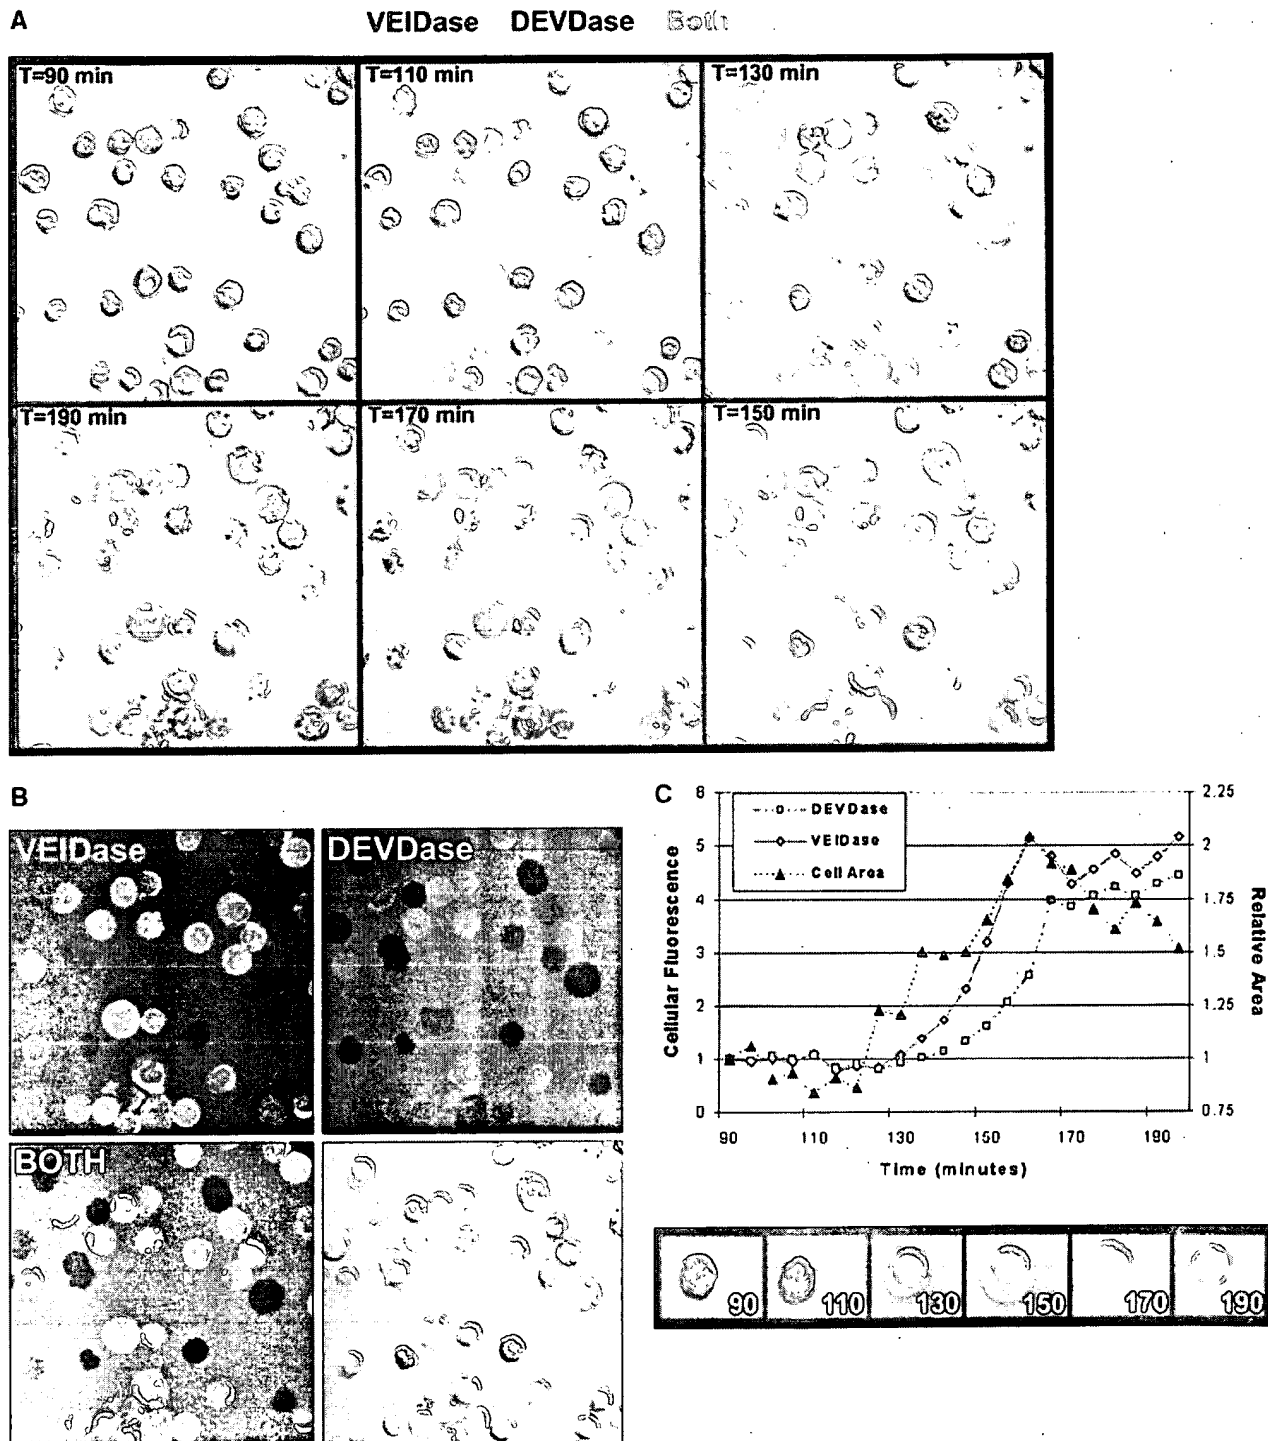 A
VEIDase DEVDase Both
T=90 min
T=110 min
T=130 min
T=190 min
T=170 min
T=150 min
B
VEIDase
DEVDase
BOTH
C
DEVDase
VEIDase
Cell Area
Cellular Fluorescence
6
5
4
3
2
1
0
2.25
2
1.75
1.5
1.25
1
0.75
Relative Area
90 110 130 150 170 190
Time (minutes)
90 110 130 150 170 190